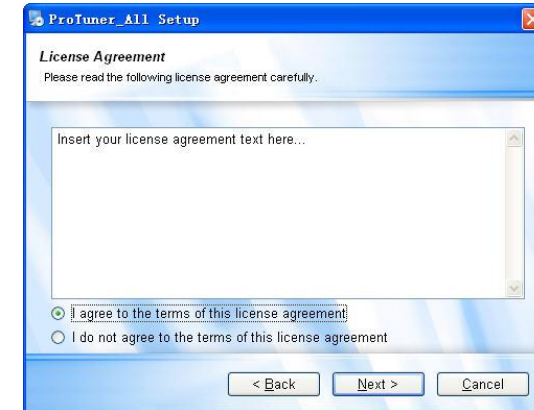 ProTuner_All Setup
License Agreement
Please read the following license agreement carefully.
Insert your license agreement text here...
I agree to the terms of this license agreement
I do not agree to the terms of this license agreement
< Back
Next >
Cancel